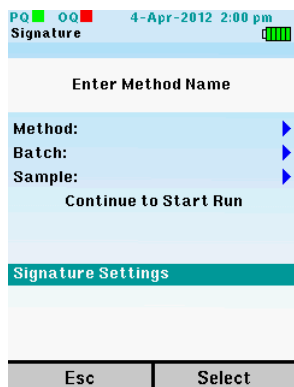 PQ OQ 4-Apr-2012 2:00 pm
Signature
Enter Method Name
Method:
Batch:
Sample:
Continue to Start Run
Signature Settings
Esc Select